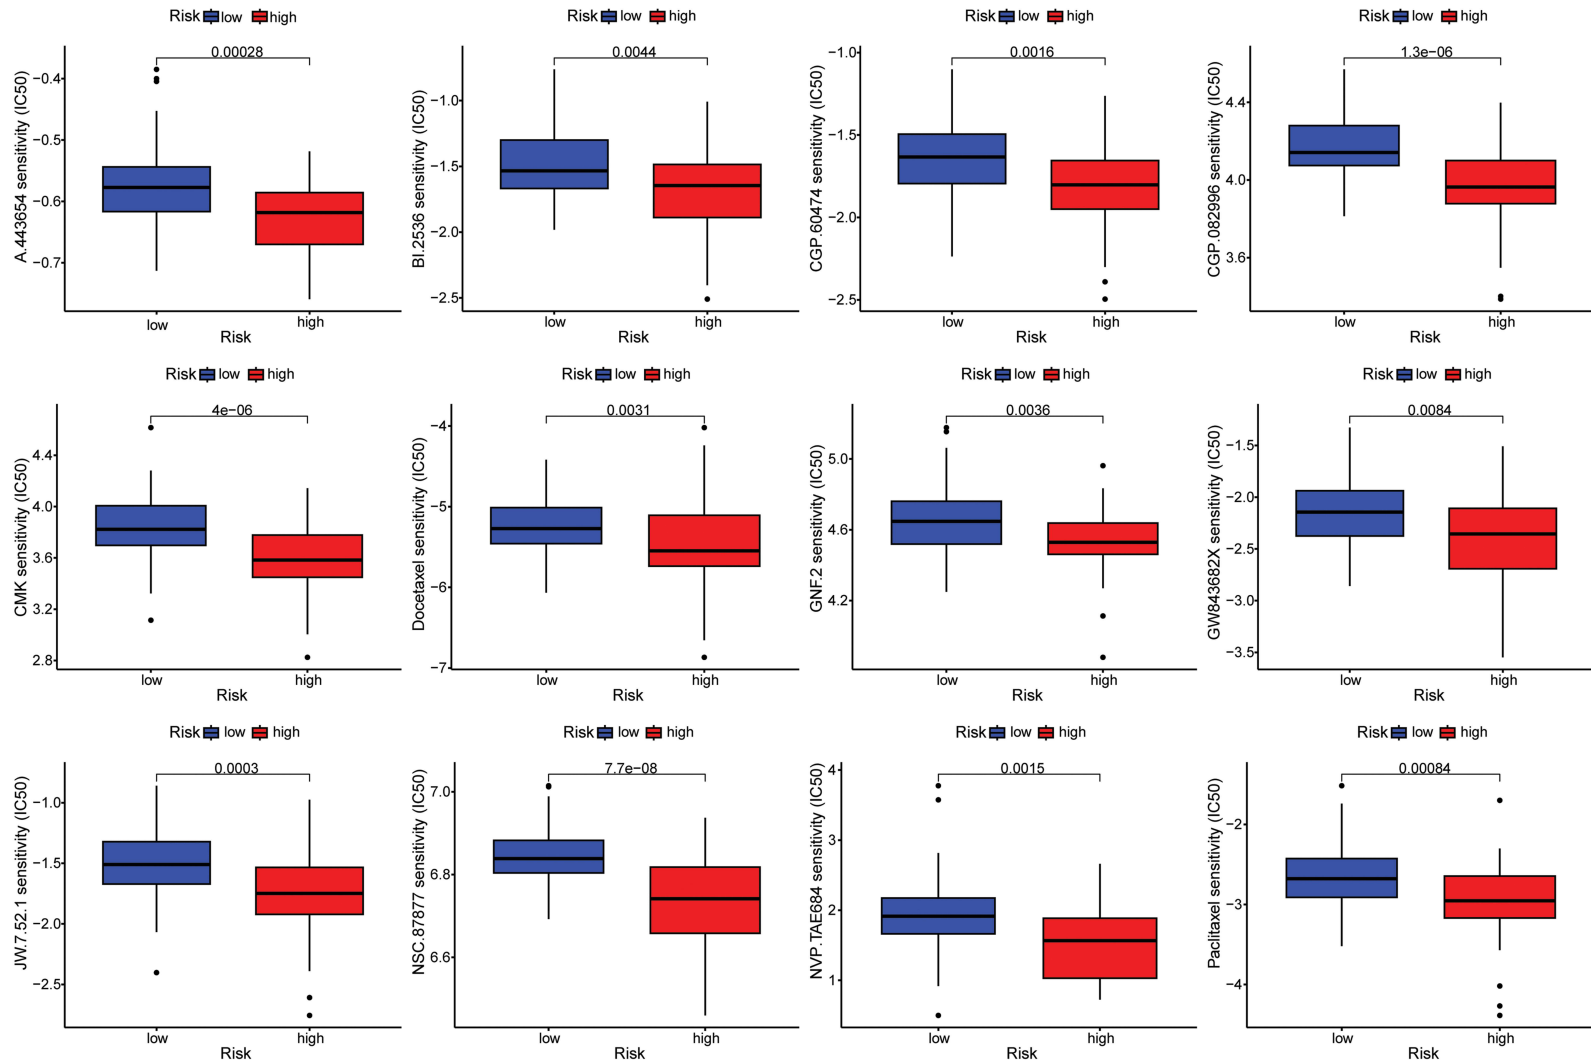 Risk low high
0.00028
A.443654 sensitivity (IC50)
−0.4
−0.5
−0.6
−0.7
low high
Risk
Risk low high
0.0044
BI.2536 sensitivity (IC50)
−1.0
−1.5
−2.0
−2.5
low high
Risk
Risk low high
0.0016
CGP.60474 sensitivity (IC50)
−1.0
−1.5
−2.0
−2.5
low high
Risk
Risk low high
1.3e−06
CGP.082996 sensitivity (IC50)
4.4
4.0
3.6
low high
Risk
Risk low high
4e−06
CMK sensitivity (IC50)
4.4
4.0
3.6
3.2
2.8
low high
Risk
Risk low high
0.0031
Docetaxel sensitivity (IC50)
−4
−5
−6
−7
low high
Risk
Risk low high
0.0036
GNF.2 sensitivity (IC50)
5.0
4.6
4.2
low high
Risk
Risk low high
0.0084
GW843682X sensitivity (IC50)
−1.5
−2.0
−2.5
−3.0
−3.5
low high
Risk
Risk low high
0.0003
JW.7.52.1 sensitivity (IC50)
−1.0
−1.5
−2.0
−2.5
low high
Risk
Risk low high
7.7e−08
NSC.87877 sensitivity (IC50)
7.0
6.8
6.6
low high
Risk
Risk low high
0.0015
NVP.TAE684 sensitivity (IC50)
4
3
2
1
low high
Risk
Risk low high
0.00084
Paclitaxel sensitivity (IC50)
−2
−3
−4
low high
Risk